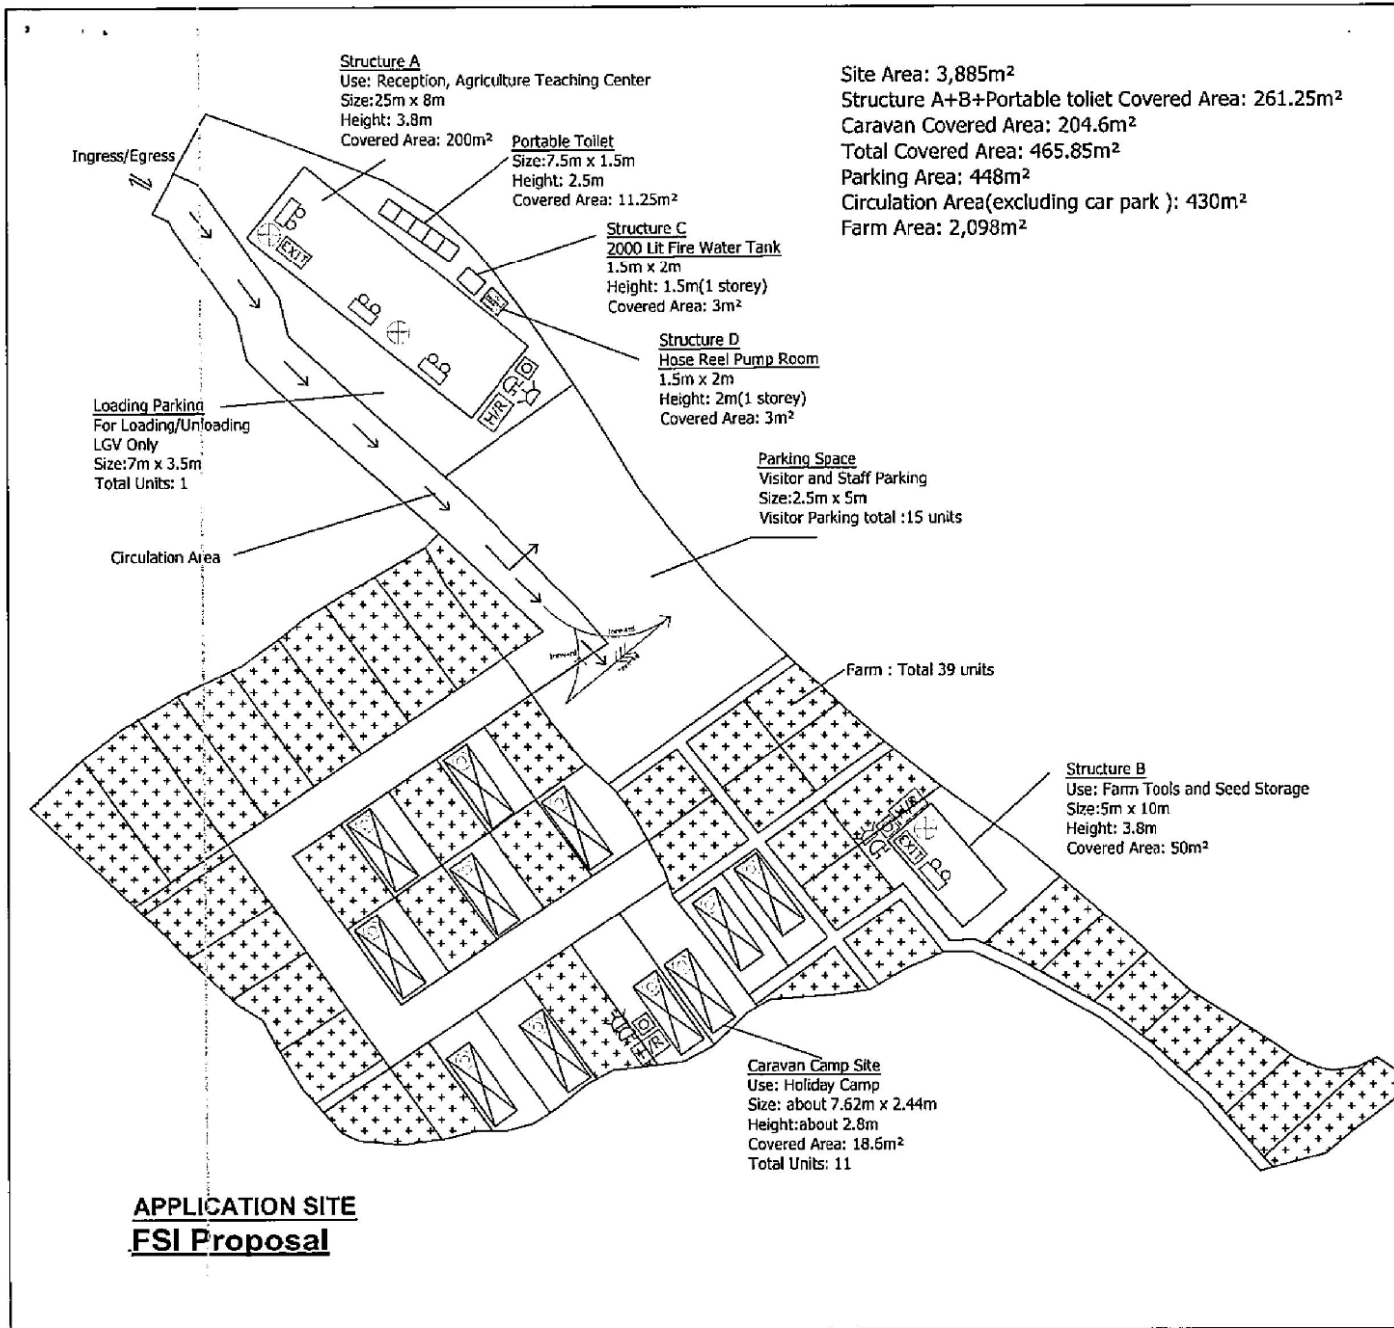 Structure A
Use: Reception, Agriculture Teaching Center
Size:25m x 8m
Height: 3.8m
Covered Area: 200m²
Site Area: 3,885m²
Structure A+B+Portable toliet Covered Area: 261.25m²
Caravan Covered Area: 204.6m²
Total Covered Area: 465.85m²
Parking Area: 448m²
Circulation Area(excluding car park ): 430m²
Farm Area: 2,098m²
Ingress/Egress
Portable Toilet
Size:7.5m x 1.5m
Height: 2.5m
Covered Area: 11.25m²
Structure C
2000 Lit Fire Water Tank
1.5m x 2m
Height: 1.5m(1 storey)
Covered Area: 3m²
EXIT
Structure D
Hose Reel Pump Room
1.5m x 2m
Height: 2m(1 storey)
Covered Area: 3m²
H/R
Loading Parking
For Loading/Unloading
LGV Only
Size:7m x 3.5m
Total Units: 1
Parking Space
Visitor and Staff Parking
Size:2.5m x 5m
Visitor Parking total :15 units
Circulation Area
forward
forward
Farm : Total 39 units
Structure B
Use: Farm Tools and Seed Storage
Size:5m x 10m
Height: 3.8m
Covered Area: 50m²
H/R
EXIT
H/R
Caravan Camp Site
Use: Holiday Camp
Size: about 7.62m x 2.44m
Height:about 2.8m
Covered Area: 18.6m²
Total Units: 11
APPLICATION SITE
FSI Proposal